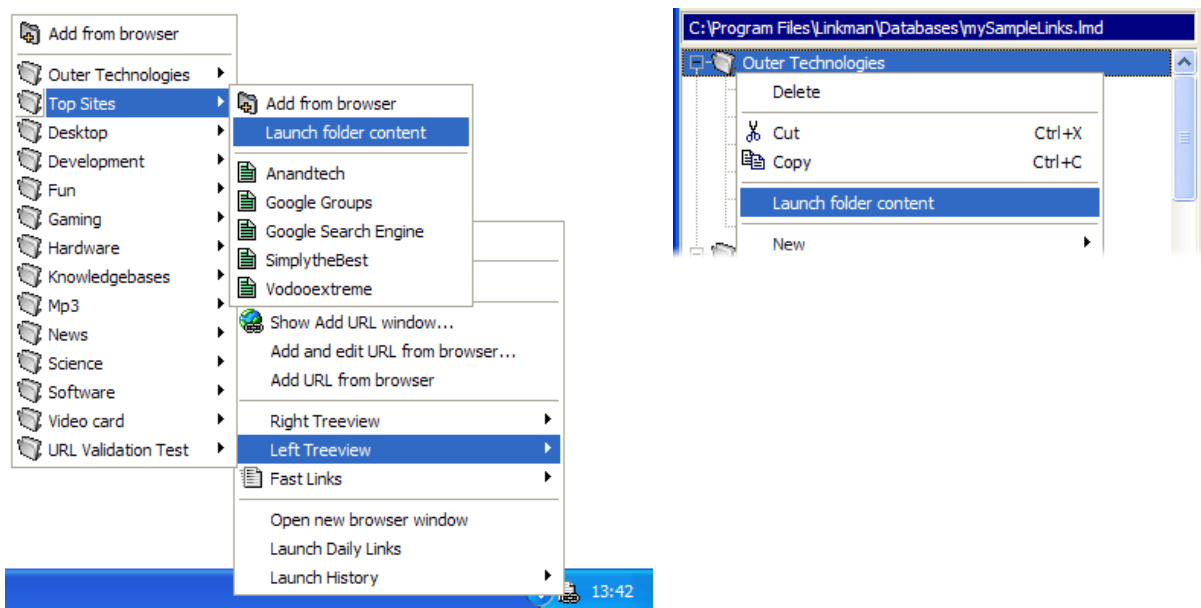 Add from browser
Outer Technologies
Top Sites
Desktop
Development
Fun
Gaming
Hardware
Knowledgebases
Mp3
News
Science
Software
Video card
URL Validation Test
Add from browser
Launch folder content
Anandtech
Google Groups
Google Search Engine
SimplytheBest
Vodooextreme
Show Add URL window...
Add and edit URL from browser...
Add URL from browser
Right Treeview
Left Treeview
Fast Links
Open new browser window
Launch Daily Links
Launch History
13:42
C:\Program Files\Linkman\Databases\mySampleLinks.lmd
Outer Technologies
Delete
Cut Ctrl+X
Copy Ctrl+C
Launch folder content
New